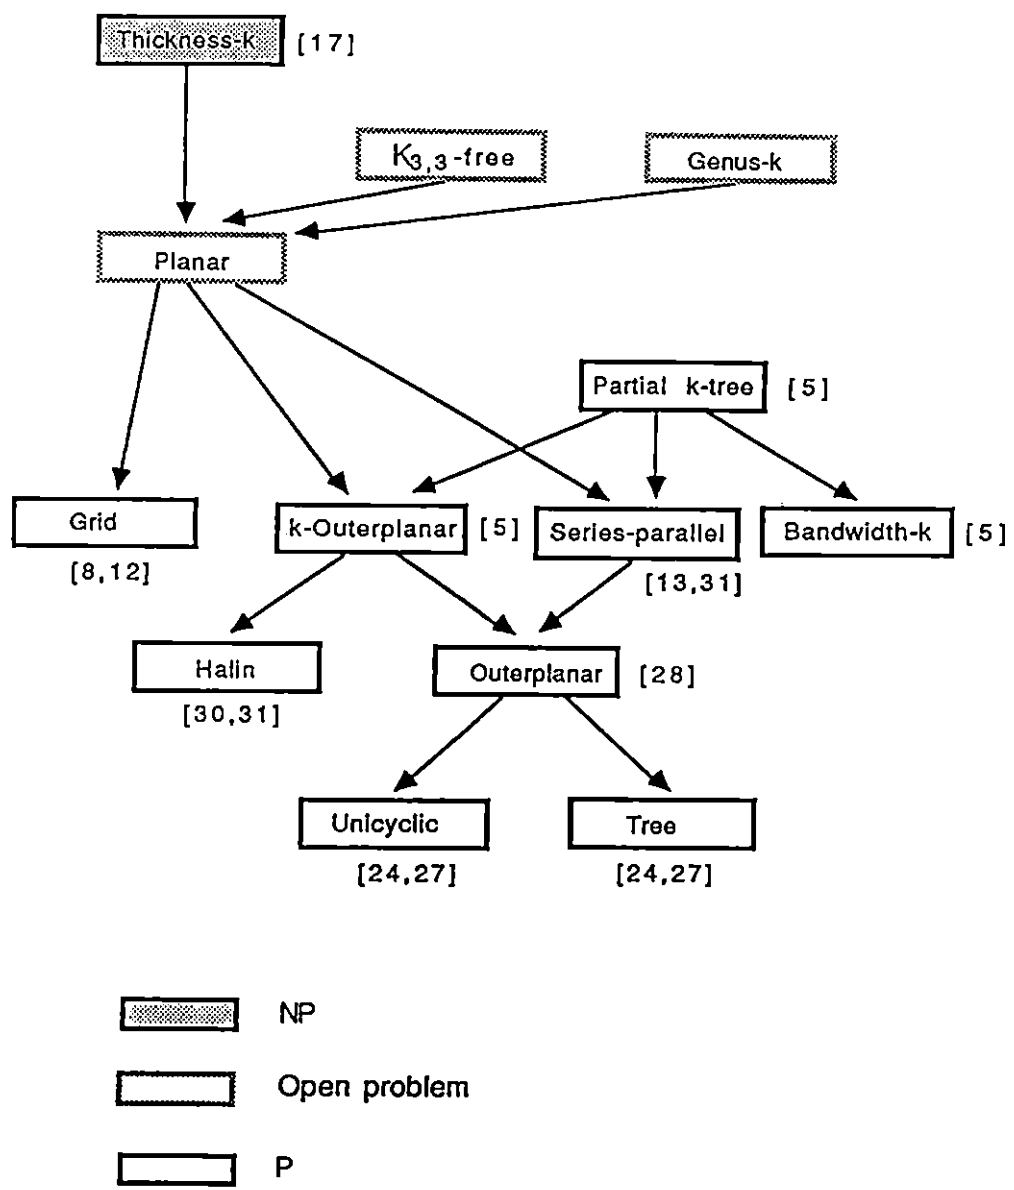 Thickness-k [17]
K3,3-free
Genus-k
Planar
Partial k-tree [5]
Grid
[8,12]
k-Outerplanar [5]
Series-parallel
[13,31]
Bandwidth-k [5]
Halin
[30,31]
Outerplanar [28]
Unicyclic
[24,27]
Tree
[24,27]
NP
Open problem
P